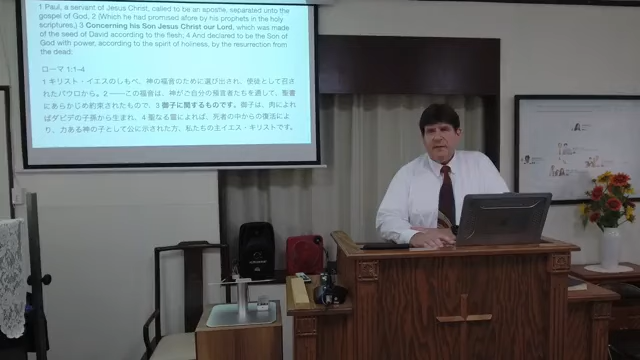 1 Paul, a servant of Jesus Christ, called to be an apostle, separated unto the
gospel of God, 2 (Which he had promised afore by his prophets in the holy
scriptures,) 3 Concerning his Son Jesus Christ our Lord, which was made
of the seed of David according to the flesh; 4 And declared to be the Son of
God with power, according to the spirit of holiness, by the resurrection from
the dead:
ローマ 1:1–4
1 キリスト・イエスのしもべ、神の福音のために選び出され、使徒として召さ
れたパウロから。2 ――この福音は、神がご自分の預言者たちを通して、聖書
にあらかじめ約束されたもので、3 御子に関するものです。御子は、肉によれ
ばダビデの子孫から生まれ、4 聖なる霊によれば、死者の中からの復活によ
り、力ある神の子として公に示された方、私たちの主イエス・キリストです。